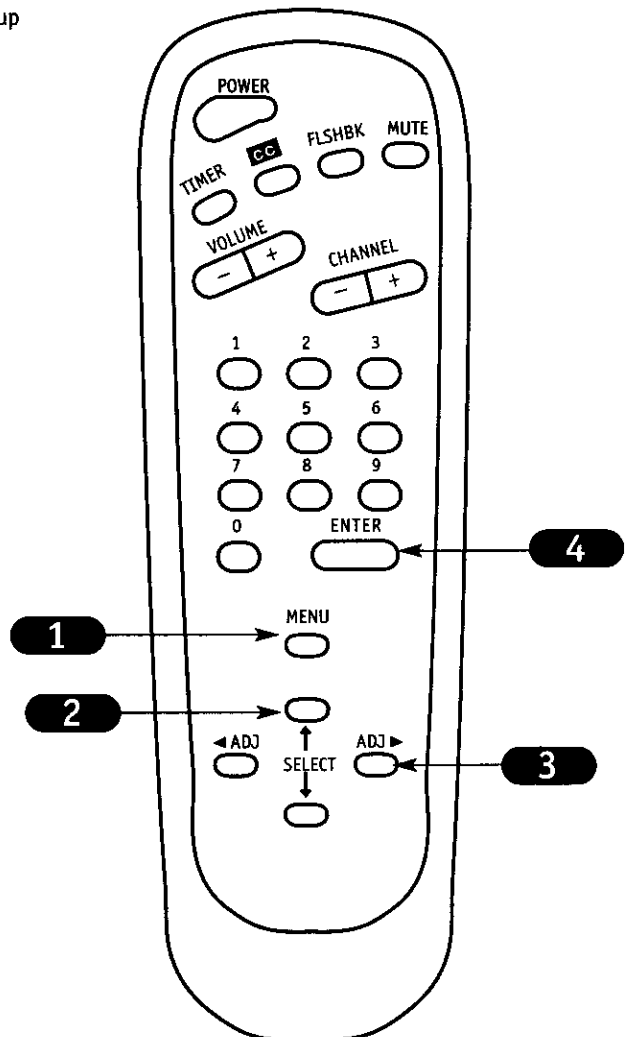 up
POWER
TIMER CC FLSHBK MUTE
VOLUME
- +
CHANNEL
- +
1 2 3
4 5 6
7 8 9
0 ENTER
4
MENU
1
2
◄ADJ SELECT ADJ►
3